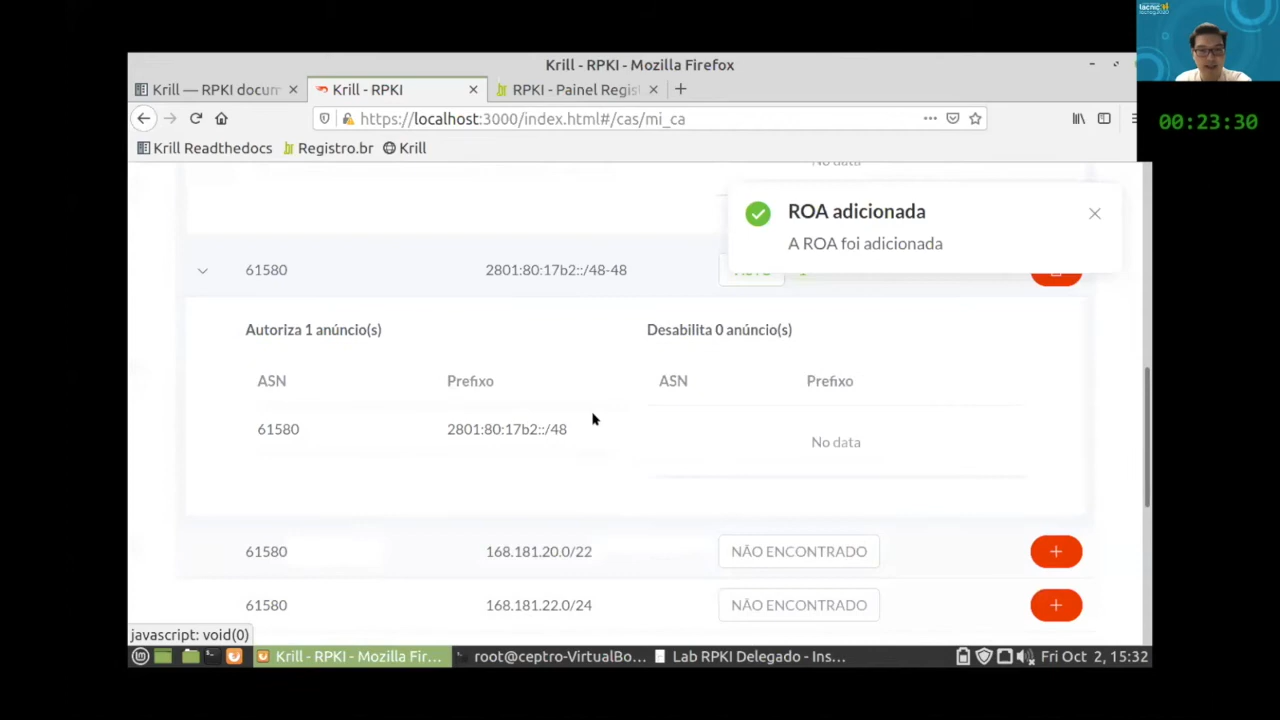 lacnic
Krill - RPKI - Mozilla Firefox
Krill — RPKI docum
Krill - RPKI
RPKI - Painel Regist
00:23:30
https://localhost:3000/index.html#/cas/mi_ca
Krill Readthedocs
Registro.br
Krill
No data
ROA adicionada
A ROA foi adicionada
61580
2801:80:17b2::/48-48
Autoriza 1 anúncio(s)
Desabilita 0 anúncio(s)
ASN
Prefixo
ASN
Prefixo
61580
2801:80:17b2::/48
No data
61580
168.181.20.0/22
NÃO ENCONTRADO
61580
168.181.22.0/24
NÃO ENCONTRADO
javascript: void(0)
Krill - RPKI - Mozilla Fir...
root@ceptro-VirtualBo...
Lab RPKI Delegado - Ins...
Fri Oct 2, 15:32